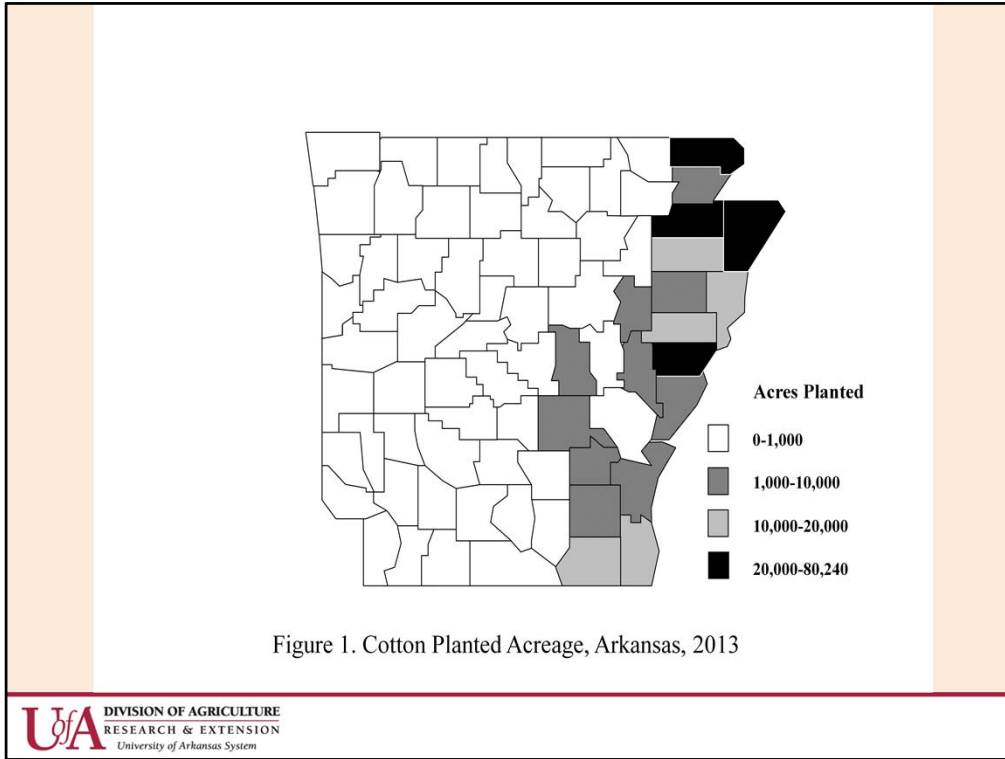 Acres Planted
0-1,000
1,000-10,000
10,000-20,000
20,000-80,240
Figure 1. Cotton Planted Acreage, Arkansas, 2013
UofA DIVISION OF AGRICULTURE
RESEARCH & EXTENSION
University of Arkansas System